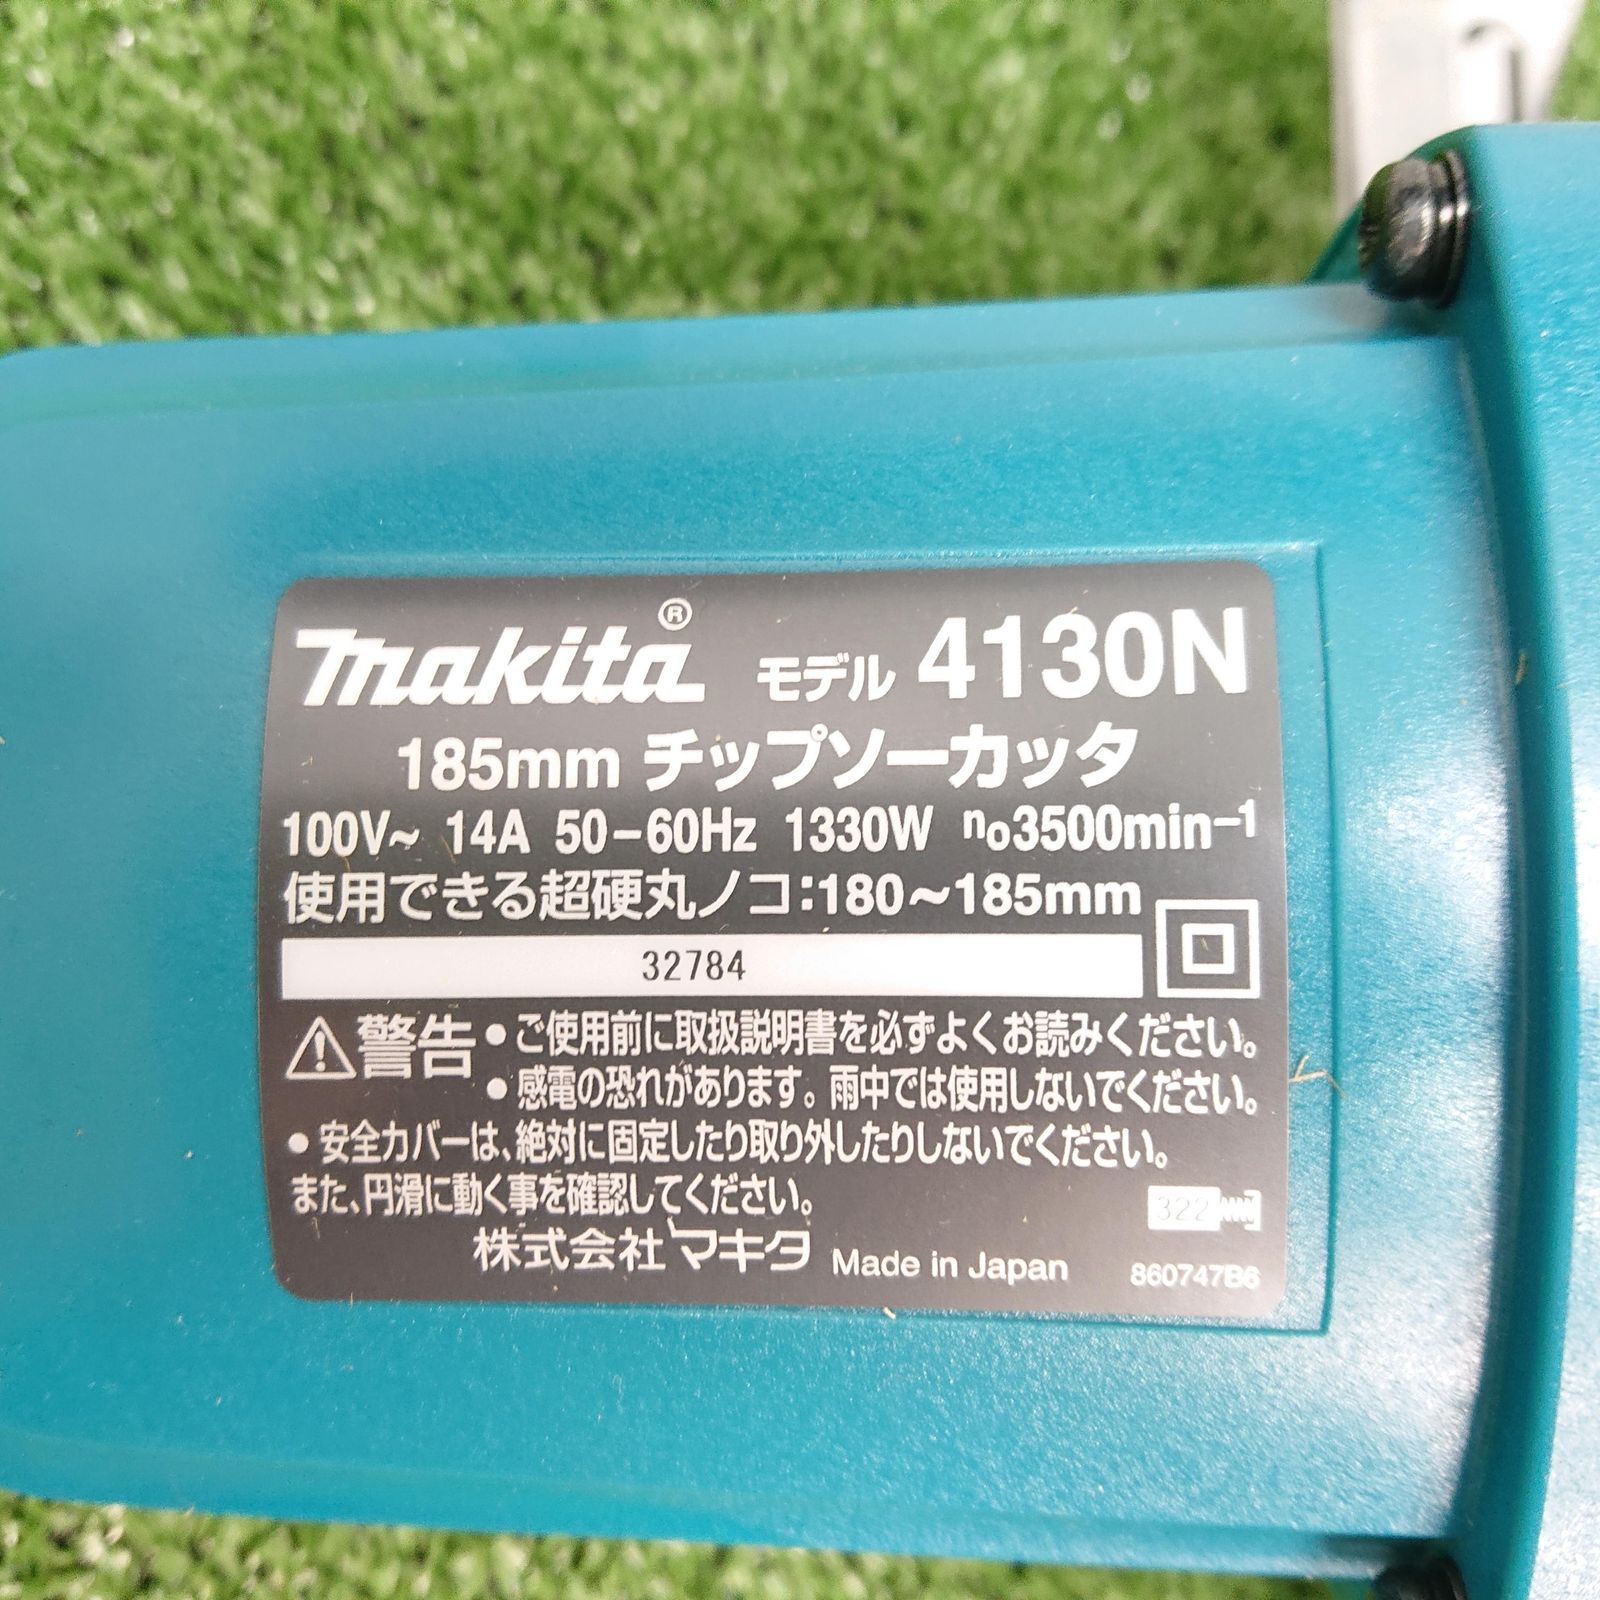 makita® モデル 4130N
185mm チップソーカッタ
100V~ 14A 50-60Hz 1330W n₀3500min-1
使用できる超硬丸ノコ:180~185mm
32784
警告 ●ご使用前に取扱説明書を必ずよくお読みください。
●感電の恐れがあります。雨中では使用しないでください。
●安全カバーは、絶対に固定したり取り外したりしないでください。
また、円滑に動く事を確認してください。
322
株式会社マキタ Made in Japan 860747B6